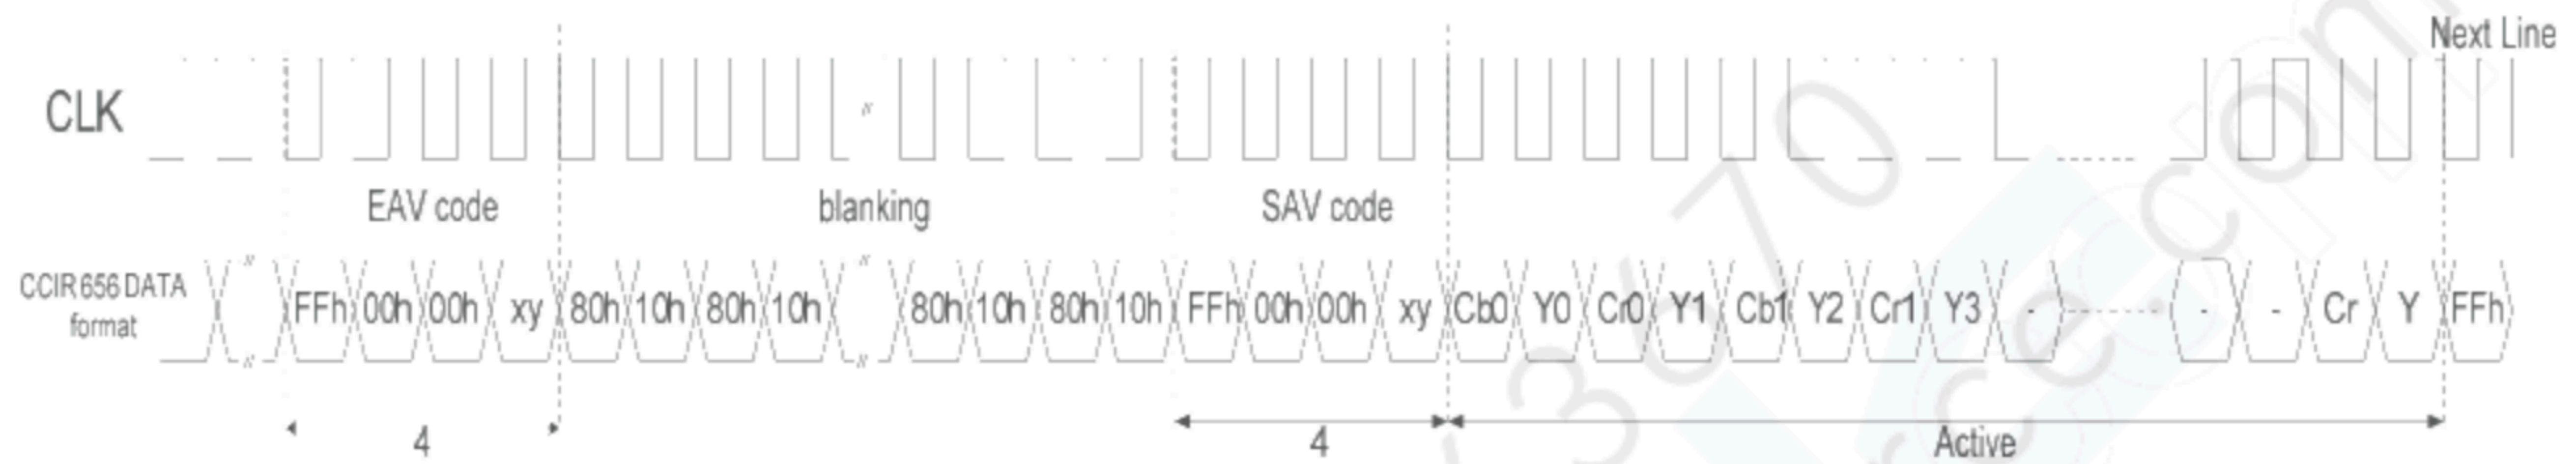 Next Line
CLK
EAV code blanking SAV code
CCIR 656 DATA
format
FFh 00h 00h xy 80h 10h 80h 10h 80h 10h 80h 10h FFh 00h 00h xy Cb0 Y0 Cr0 Y1 Cb1 Y2 Cr1 Y3 - - - Cr Y FFh
4 4 Active